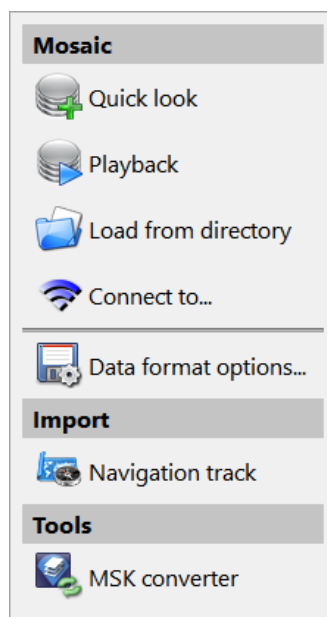 Mosaic
Quick look
Playback
Load from directory
Connect to...
Data format options...
Import
Navigation track
Tools
MSK converter